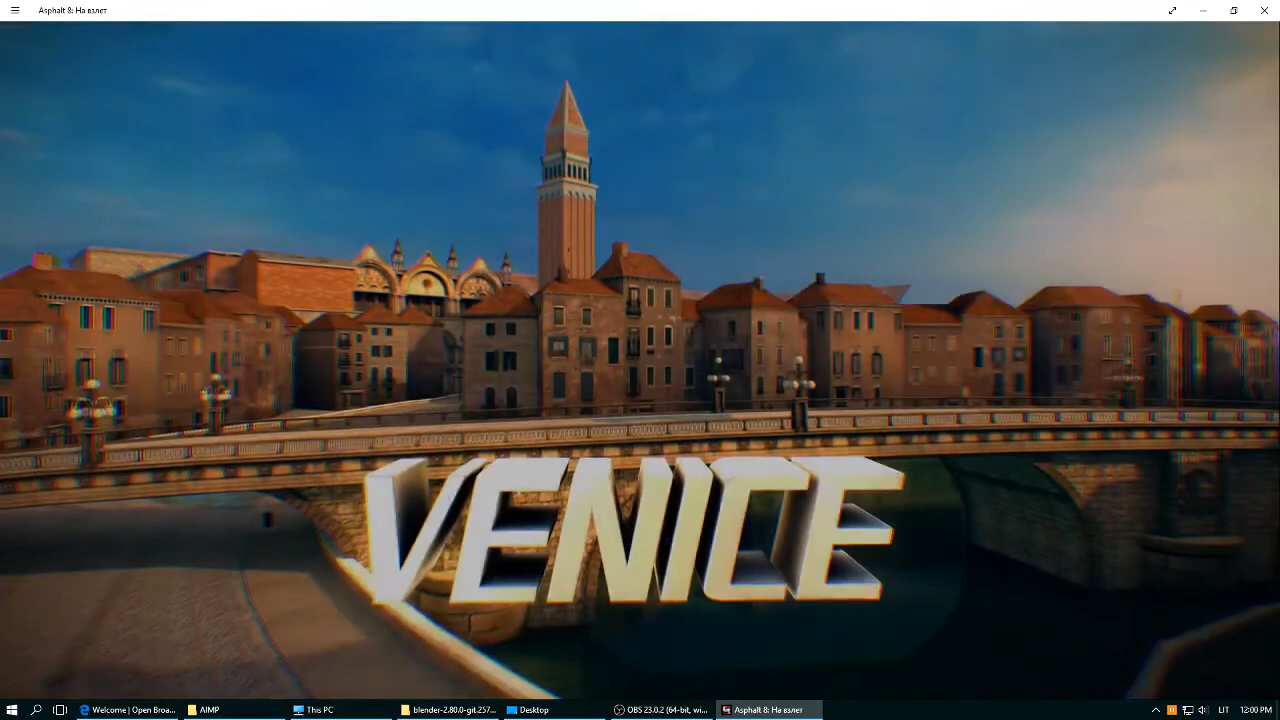 Asphalt 8: На взлет
VENICE
Welcome | Open Broa...
AIMP
This PC
blender-2.80.0-git.257...
Desktop
OBS 23.0.2 (64-bit, wi...
Asphalt 8: На взлет
LIT
12:00 PM